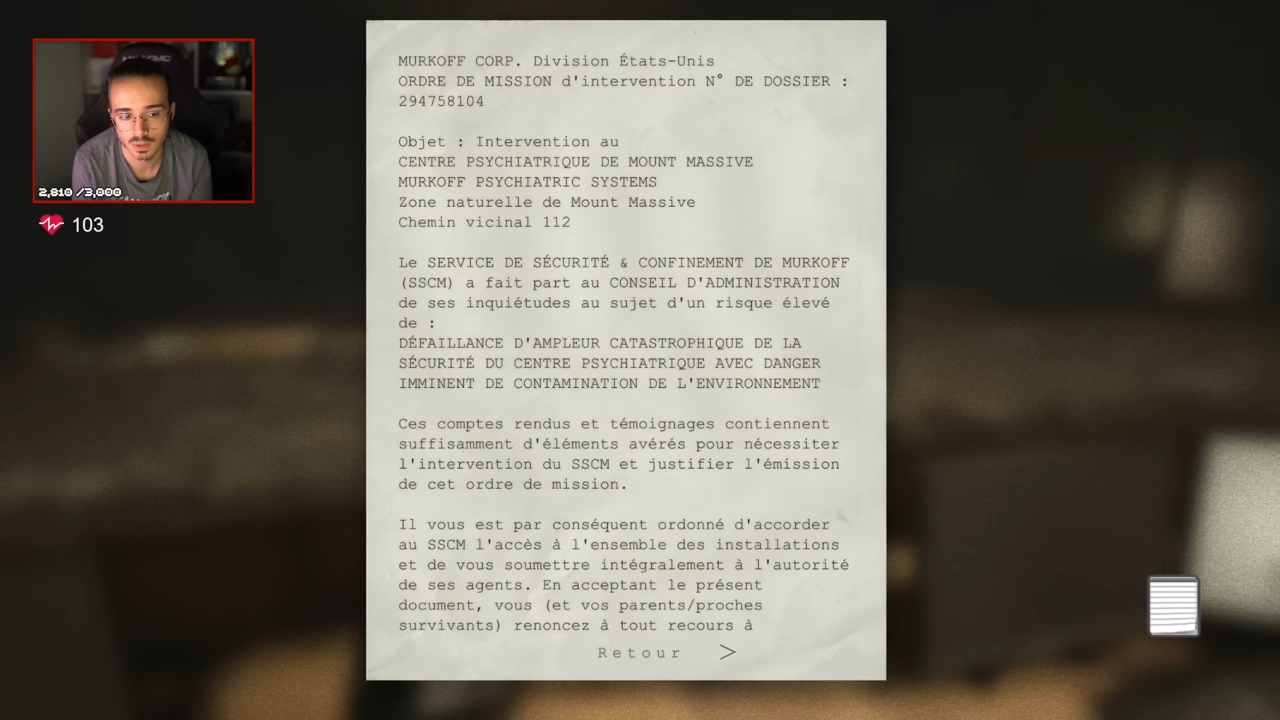 MURKOFF CORP. Division États-Unis
ORDRE DE MISSION d'intervention N° DE DOSSIER :
294758104
Objet : Intervention au
CENTRE PSYCHIATRIQUE DE MOUNT MASSIVE
MURKOFF PSYCHIATRIC SYSTEMS
Zone naturelle de Mount Massive
Chemin vicinal 112
Le SERVICE DE SÉCURITÉ & CONFINEMENT DE MURKOFF
(SSCM) a fait part au CONSEIL D'ADMINISTRATION
de ses inquiétudes au sujet d'un risque élevé
de :
DÉFAILLANCE D'AMPLEUR CATASTROPHIQUE DE LA
SÉCURITÉ DU CENTRE PSYCHIATRIQUE AVEC DANGER
IMMINENT DE CONTAMINATION DE L'ENVIRONNEMENT
Ces comptes rendus et témoignages contiennent
suffisamment d'éléments avérés pour nécessiter
l'intervention du SSCM et justifier l'émission
de cet ordre de mission.
Il vous est par conséquent ordonné d'accorder
au SSCM l'accès à l'ensemble des installations
et de vous soumettre intégralement à l'autorité
de ses agents. En acceptant le présent
document, vous (et vos parents/proches
survivants) renoncez à tout recours à
Retour >
2,810 /3,000
103